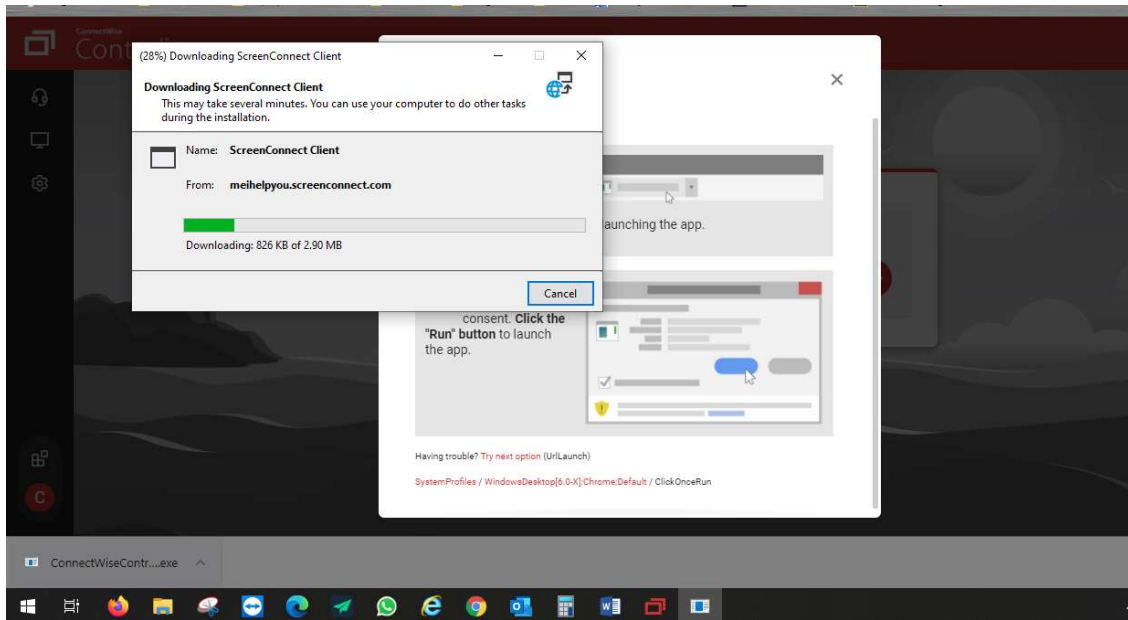 ConnectWise
Cont
(28%) Downloading ScreenConnect Client
Downloading ScreenConnect Client
This may take several minutes. You can use your computer to do other tasks
during the installation.
Name: ScreenConnect Client
From: meihelpyou.screenconnect.com
Downloading: 826 KB of 2.90 MB
Cancel
aunching the app.
consent. Click the
"Run" button to launch
the app.
Having trouble? Try next option (UrlLaunch)
SystemProfiles / WindowsDesktop[6.0-X]:Chrome:Default / ClickOnceRun
C
ConnectWiseContr....exe